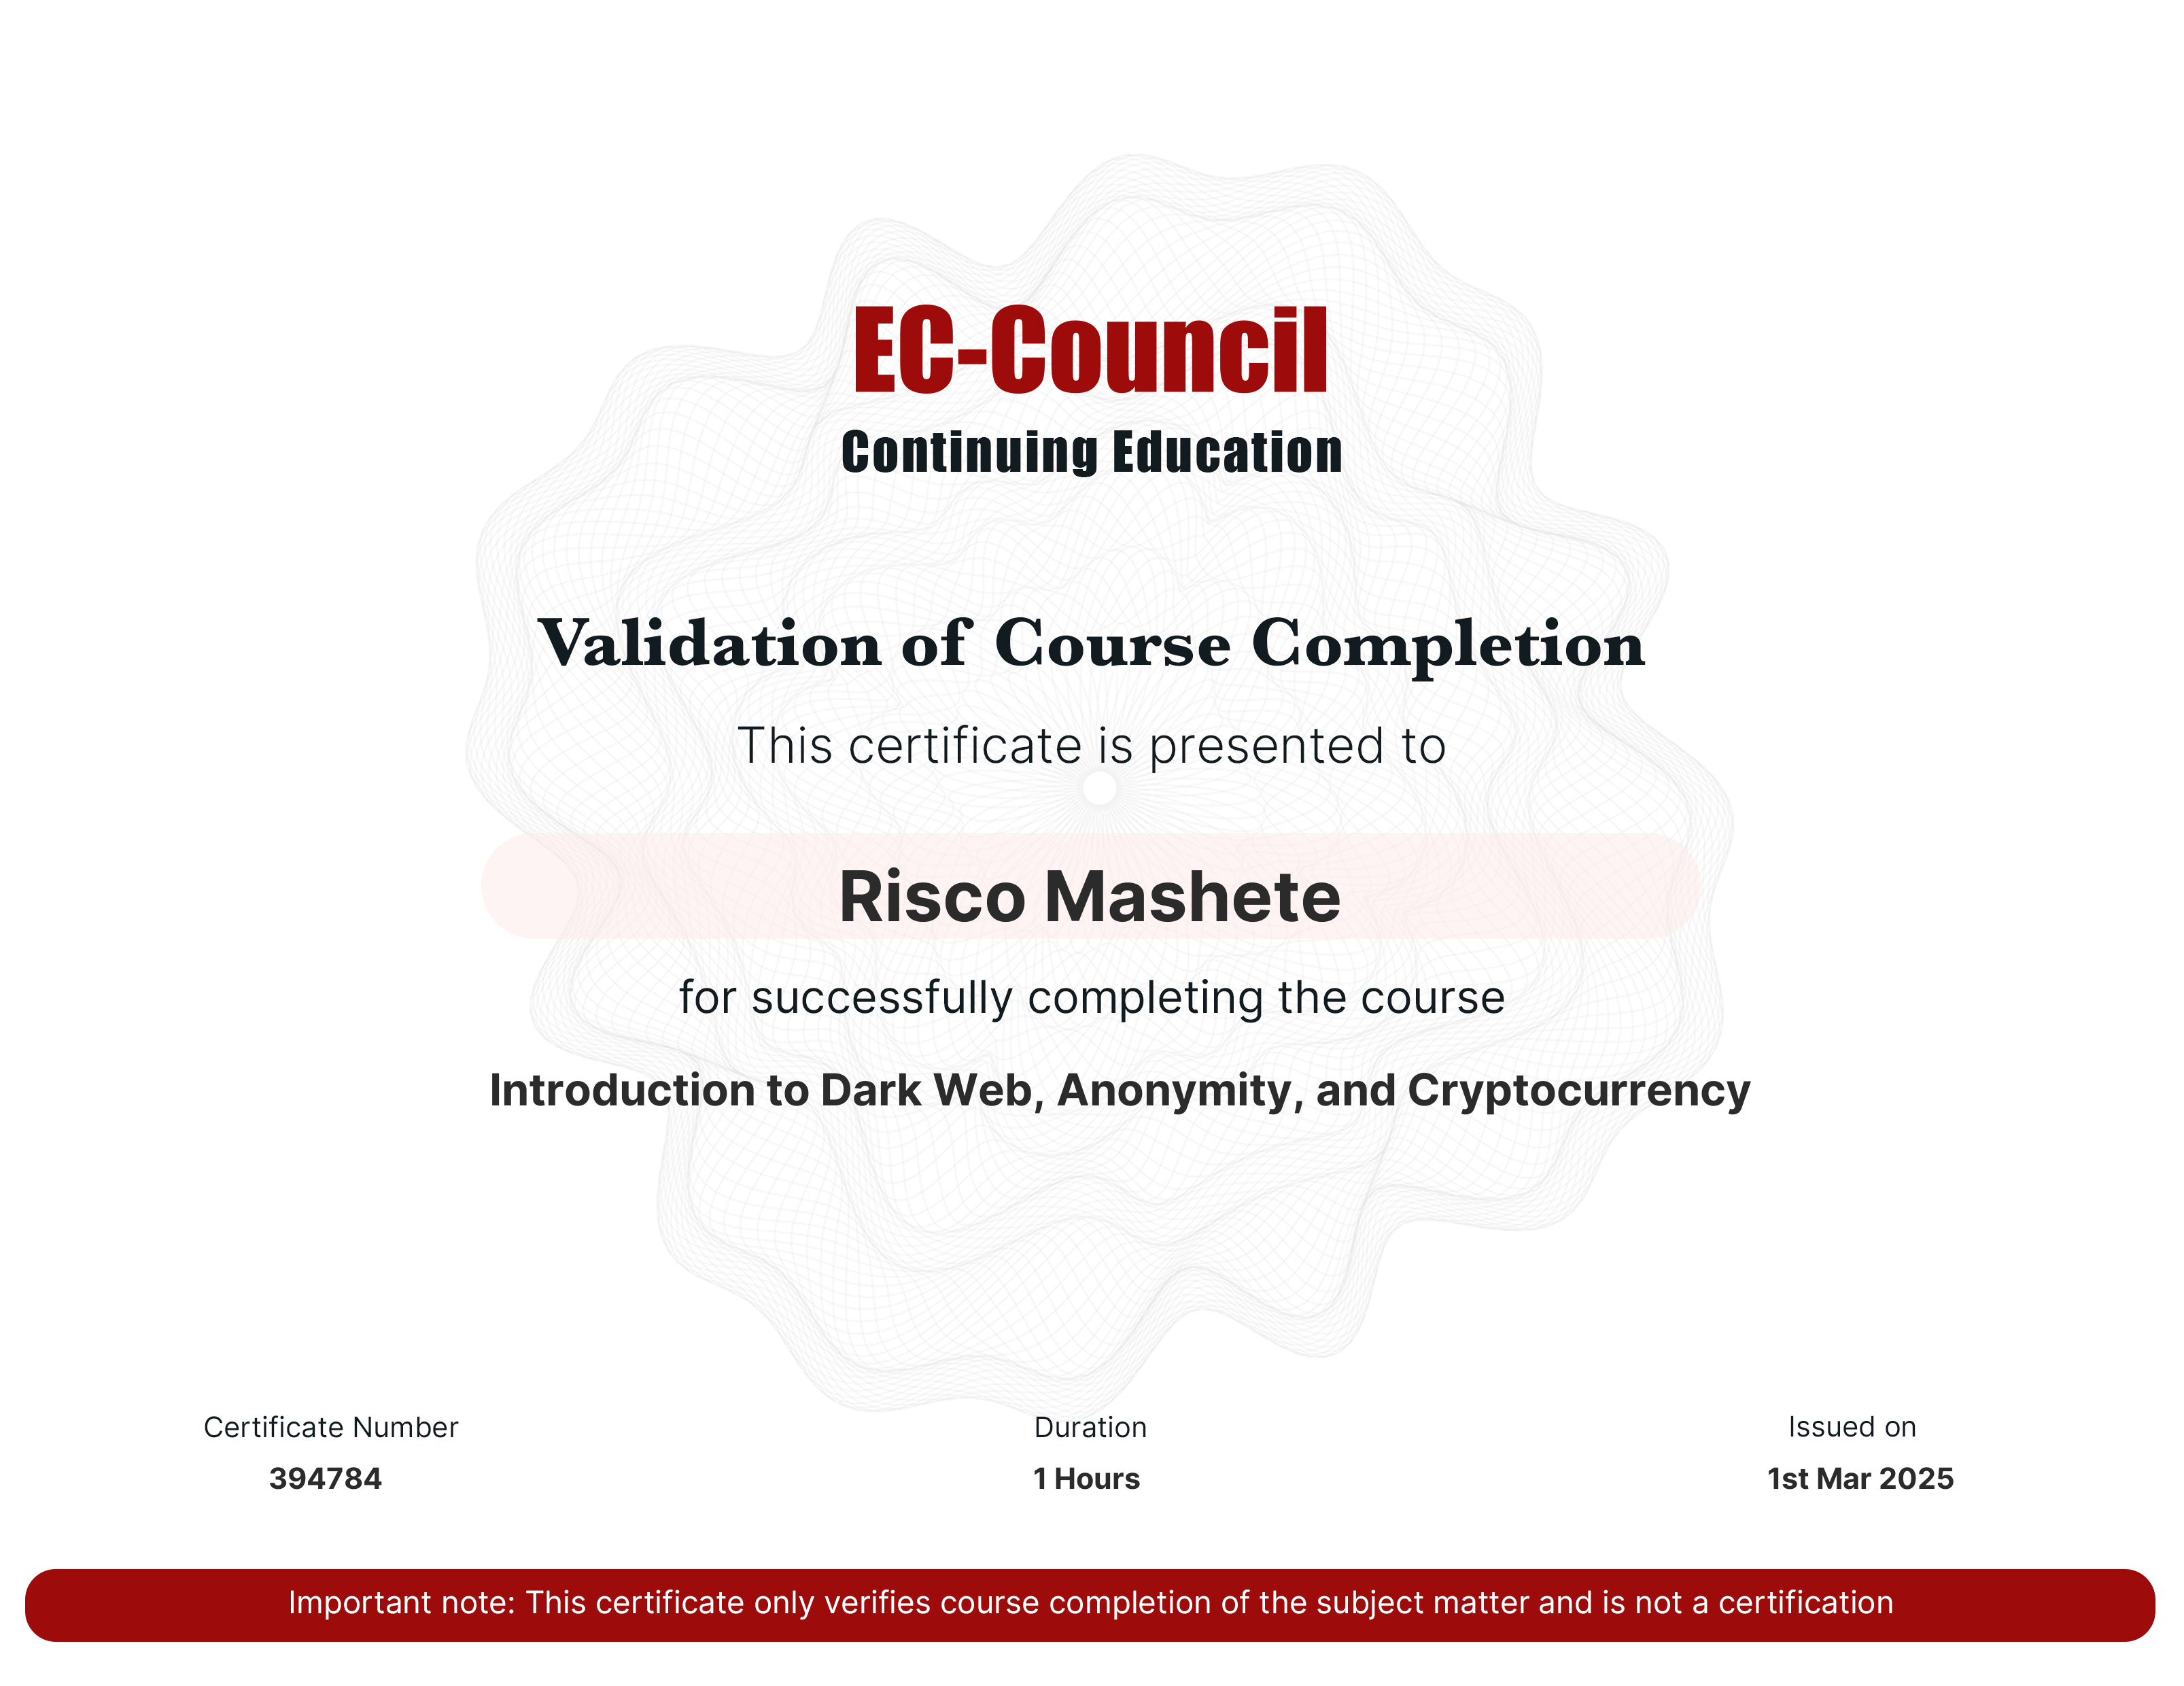 EC-Council
Continuing Education
Validation of Course Completion
This certificate is presented to
Risco Mashete
for successfully completing the course
Introduction to Dark Web, Anonymity, and Cryptocurrency
Certificate Number
394784
Duration
1 Hours
Issued on
1st Mar 2025
Important note: This certificate only verifies course completion of the subject matter and is not a certification